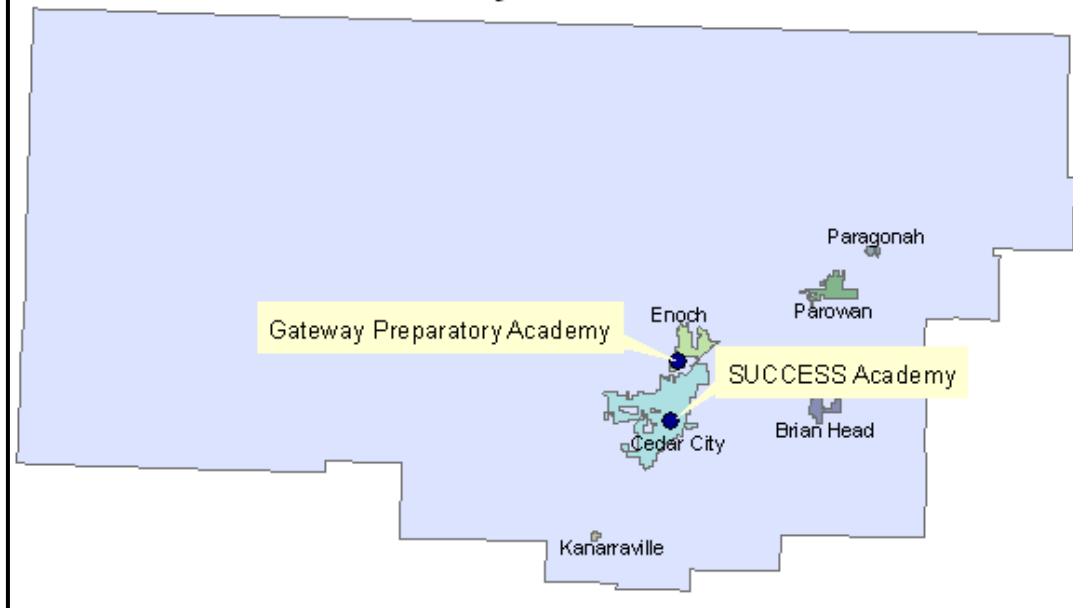 Paragonah
Parowan
Enoch
Gateway Preparatory Academy
SUCCESS Academy
Brian Head
Cedar City
Kanarraville